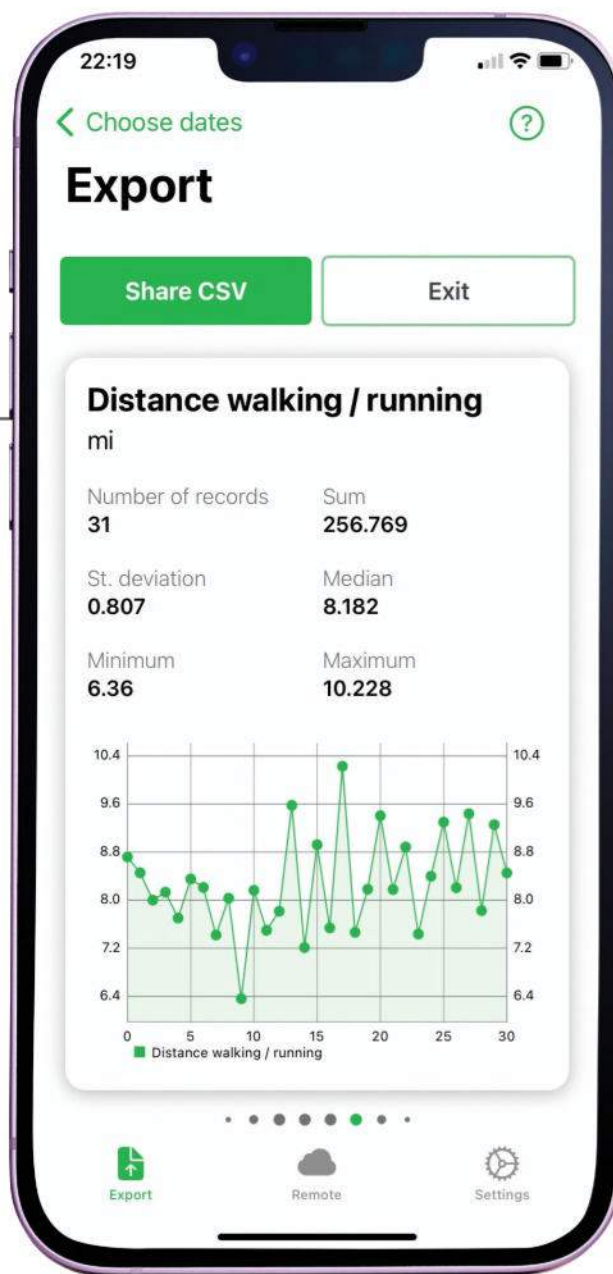 22:19
Choose dates
?
Export
Share CSV
Exit
Distance walking / running
mi
Number of records
Sum
31
256.769
St. deviation
Median
0.807
8.182
Minimum
Maximum
6.36
10.228
10.4
10.4
9.6
9.6
8.8
8.8
8.0
8.0
7.2
7.2
6.4
6.4
0 5 10 15 20 25 30
Distance walking / running
Export
Remote
Settings